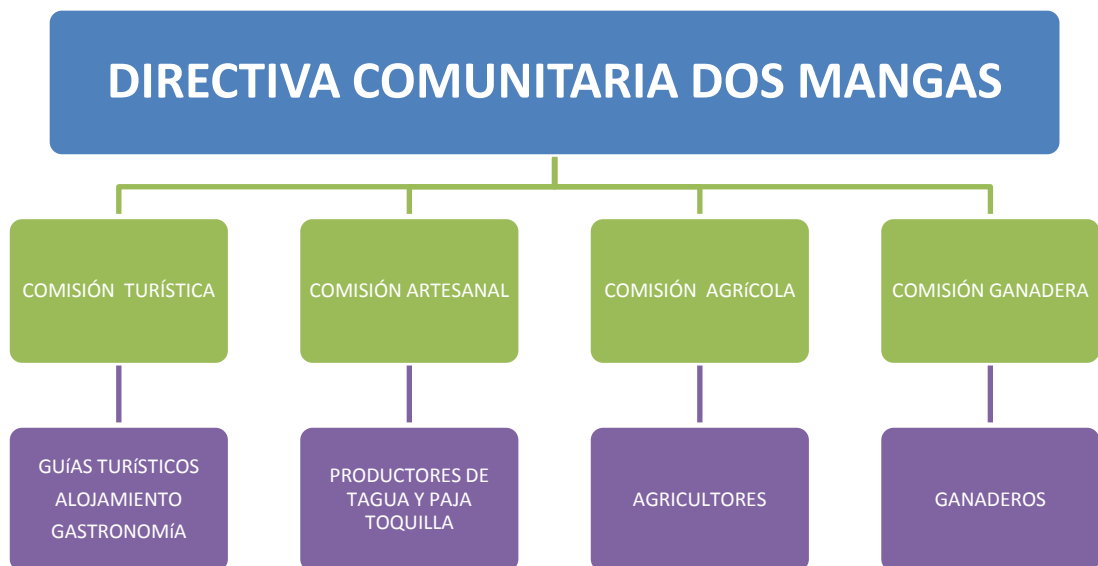 DIRECTIVA COMUNITARIA DOS MANGAS
COMISIÓN TURÍSTICA
COMISIÓN ARTESANAL
COMISIÓN AGRíCOLA
COMISIÓN GANADERA
GUíAS TURíSTICOS
ALOJAMIENTO
GASTRONOMíA
PRODUCTORES DE
TAGUA Y PAJA
TOQUILLA
AGRICULTORES
GANADEROS